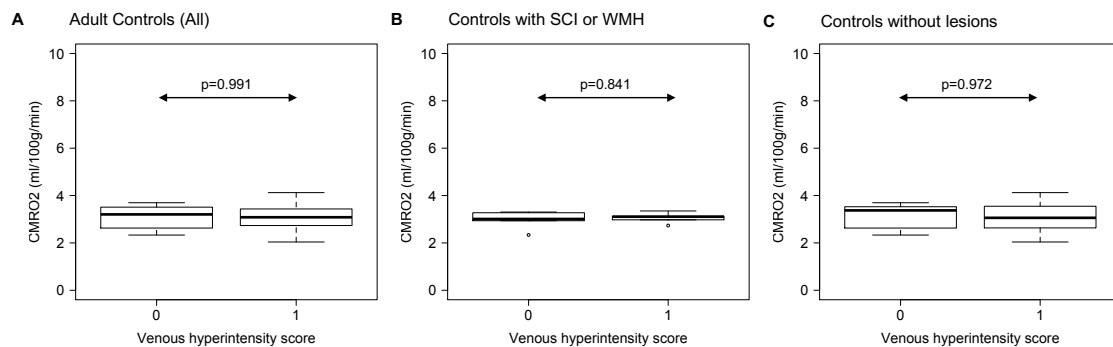 A Adult Controls (All)
CMRO2 (ml/100g/min)
10
8
6
4
2
0
p=0.991
0 1
Venous hyperintensity score
B Controls with SCI or WMH
CMRO2 (ml/100g/min)
10
8
6
4
2
0
p=0.841
0 1
Venous hyperintensity score
C Controls without lesions
CMRO2 (ml/100g/min)
10
8
6
4
2
0
p=0.972
0 1
Venous hyperintensity score